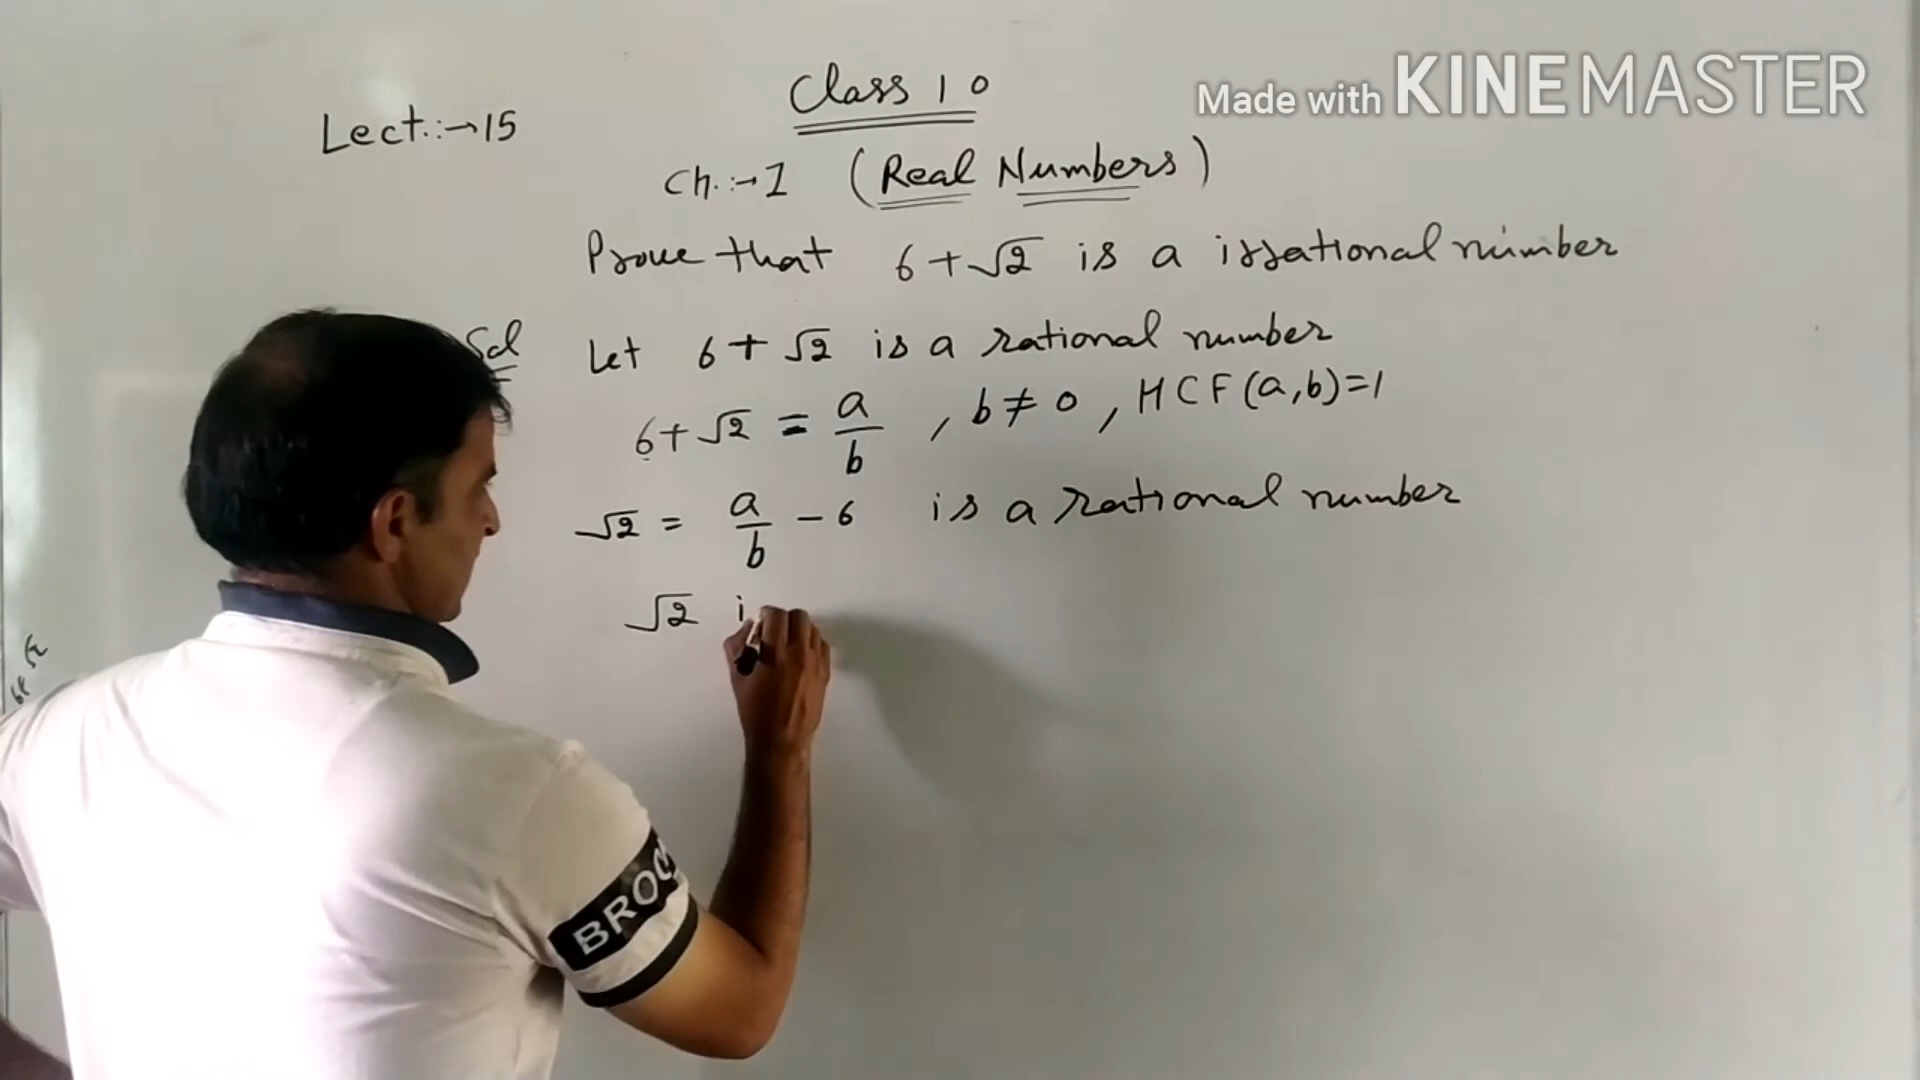 Made with KINEMASTER
Class 10
Lect.:→15
Ch.:→1 (Real Numbers)
Prove that 6+√2 is a irrational number
Sol Let 6+√2 is a rational number
6+√2 = a/b , b≠0 , HCF(a,b)=1
√2 = a/b - 6 is a rational number
√2 i